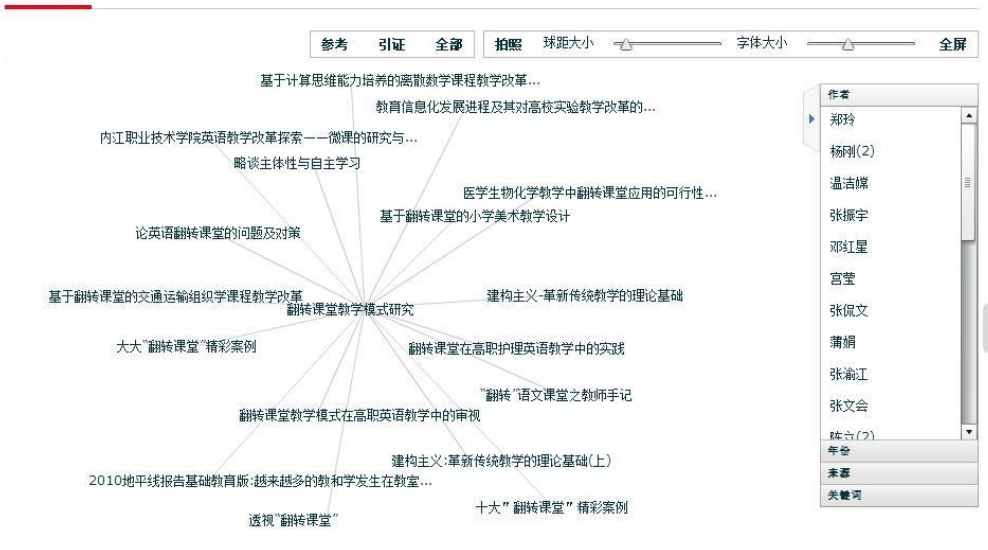 参考 引证 全部 拍照 球距大小 字体大小 全屏
基于计算思维能力培养的离散数学课程教学改革...
教育信息化发展进程及其对高校实验教学改革的...
内江职业技术学院英语教学改革探索——微课的研究与...
略谈主体性与自主学习
医学生物化学教学中翻转课堂应用的可行性...
基于翻转课堂的小学美术教学设计
论英语翻转课堂的问题及对策
基于翻转课堂的交通运输组织学课程教学改革
建构主义-革新传统教学的理论基础
翻转课堂教学模式研究
大大“翻转课堂”精彩案例
翻转课堂在高职护理英语教学中的实践
“翻转”语文课堂之教师手记
翻转课堂教学模式在高职英语教学中的审视
建构主义:革新传统教学的理论基础(上)
2010地平线报告基础教育版:越来越多的教和学发生在教室...
十大”翻转课堂”精彩案例
透视“翻转课堂”
作者
郑玲
杨刚(2)
温洁嫦
张振宇
邓红星
宫莹
张侃文
蒲娟
张渝江
张文会
陈立(2)
年份
来源
关键词